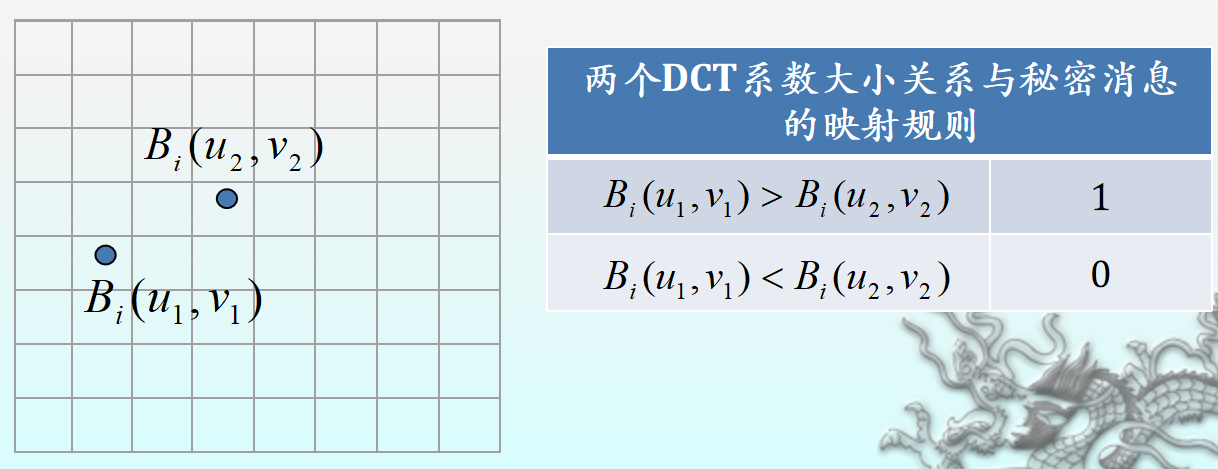 B_i(u_2,v_2)
B_i(u_1,v_1)
两个DCT系数大小关系与秘密消息
的映射规则
B_i(u_1,v_1) > B_i(u_2,v_2) 1
B_i(u_1,v_1) < B_i(u_2,v_2) 0